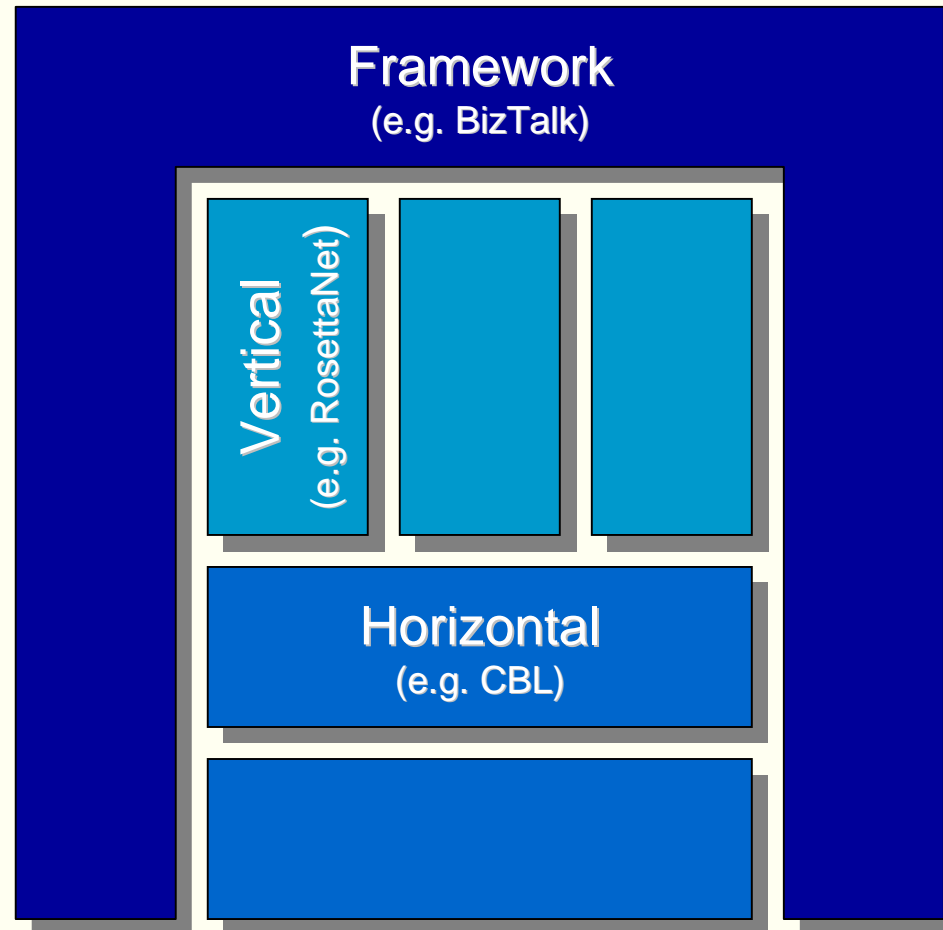 Framework
(e.g. BizTalk)
Vertical
(e.g. RosettaNet)
Horizontal
(e.g. CBL)